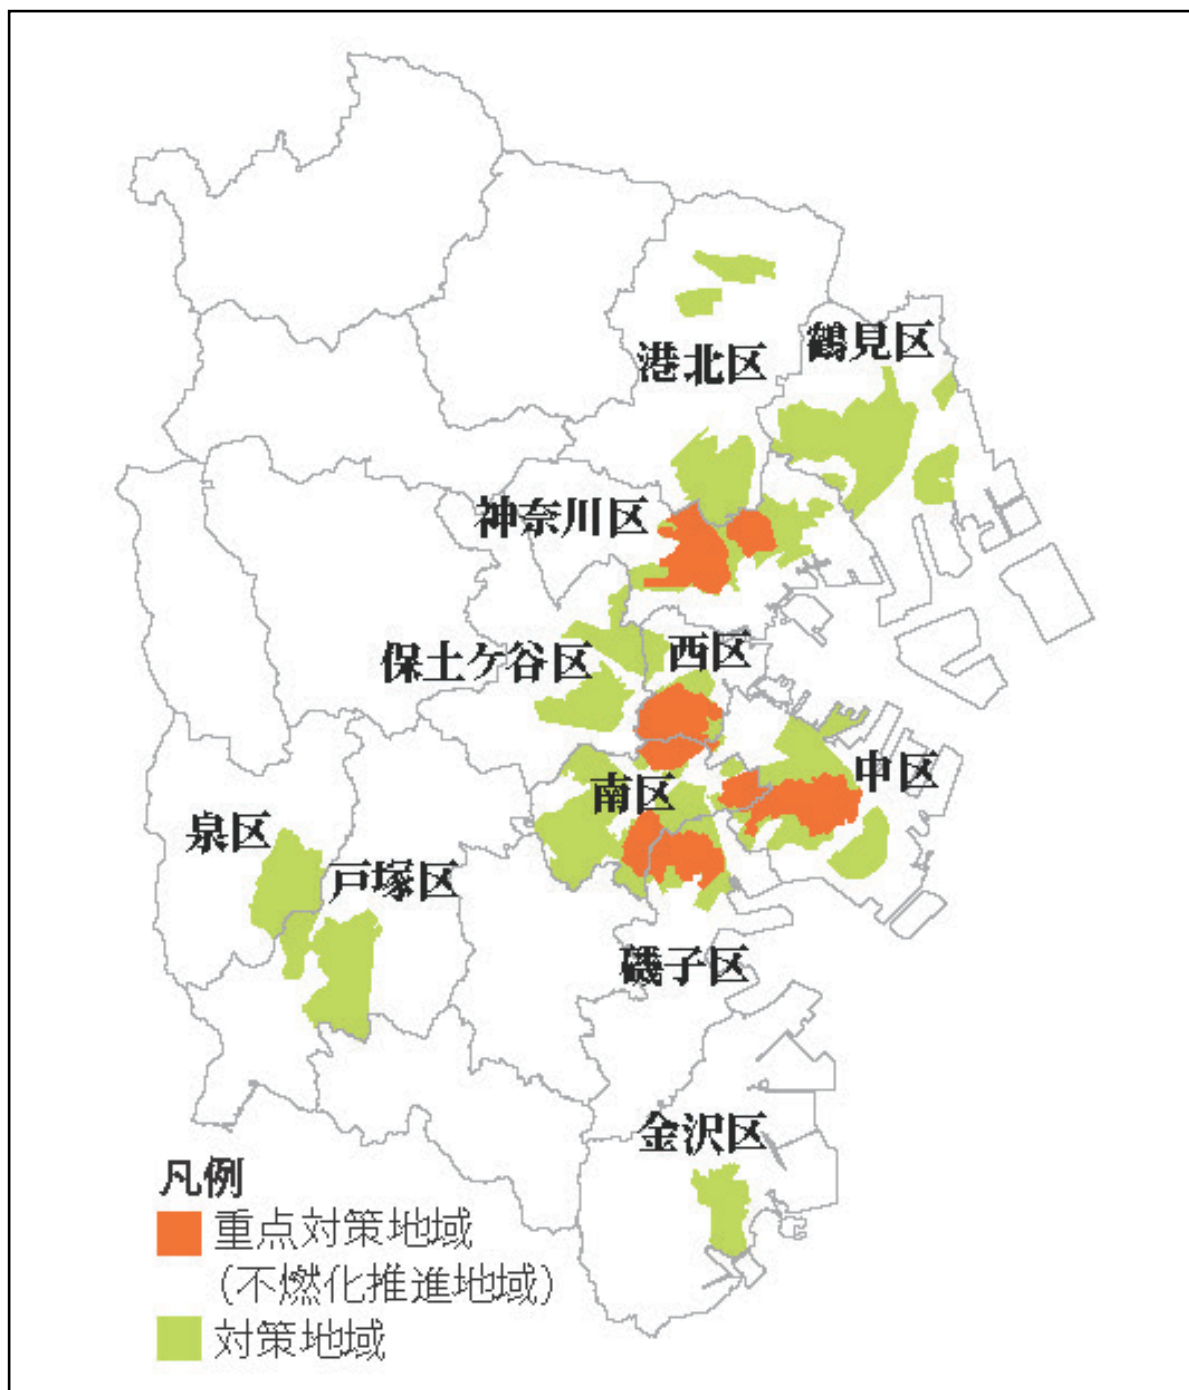 鶴見区
港北区
神奈川区
西区
保土ケ谷区
中区
南区
泉区
戸塚区
磯子区
金沢区
凡例
重点対策地域
（不燃化推進地域）
対策地域